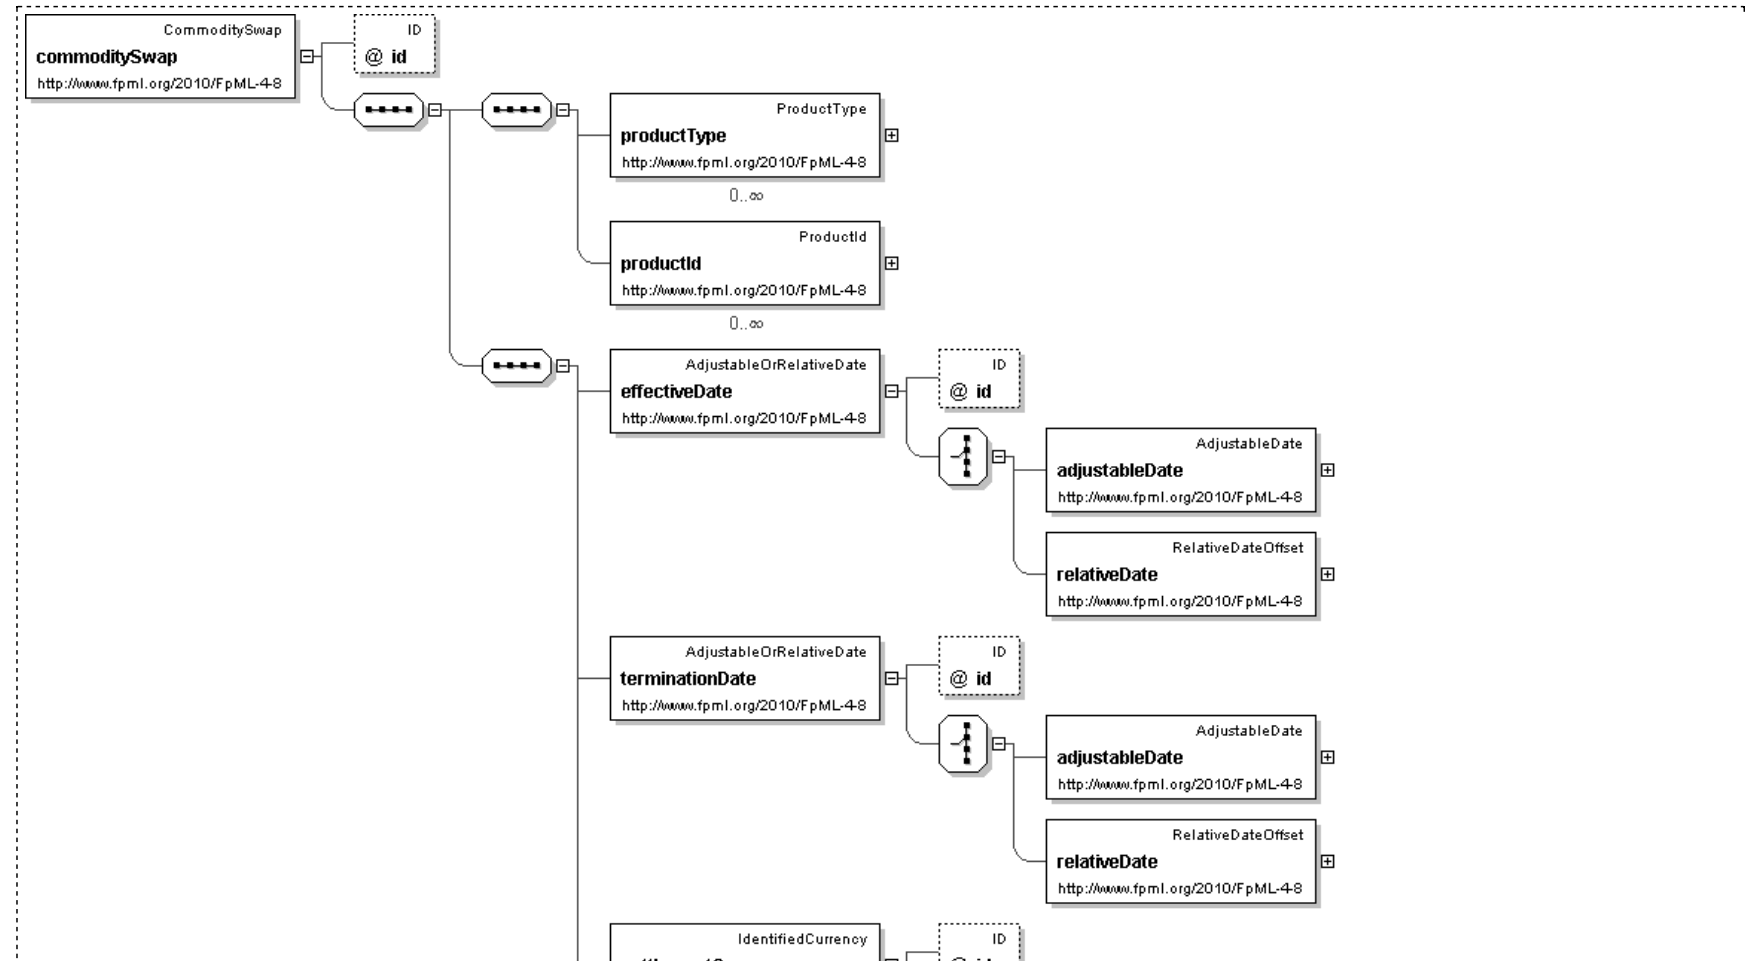 CommoditySwap
commoditySwap
http://www.fpml.org/2010/FpML-4-8
ID
@ id
ProductType
productType
http://www.fpml.org/2010/FpML-4-8
0..∞
ProductId
productId
http://www.fpml.org/2010/FpML-4-8
0..∞
AdjustableOrRelativeDate
effectiveDate
http://www.fpml.org/2010/FpML-4-8
ID
@ id
AdjustableDate
adjustableDate
http://www.fpml.org/2010/FpML-4-8
RelativeDateOffset
relativeDate
http://www.fpml.org/2010/FpML-4-8
AdjustableOrRelativeDate
terminationDate
http://www.fpml.org/2010/FpML-4-8
ID
@ id
AdjustableDate
adjustableDate
http://www.fpml.org/2010/FpML-4-8
RelativeDateOffset
relativeDate
http://www.fpml.org/2010/FpML-4-8
IdentifiedCurrency
ID